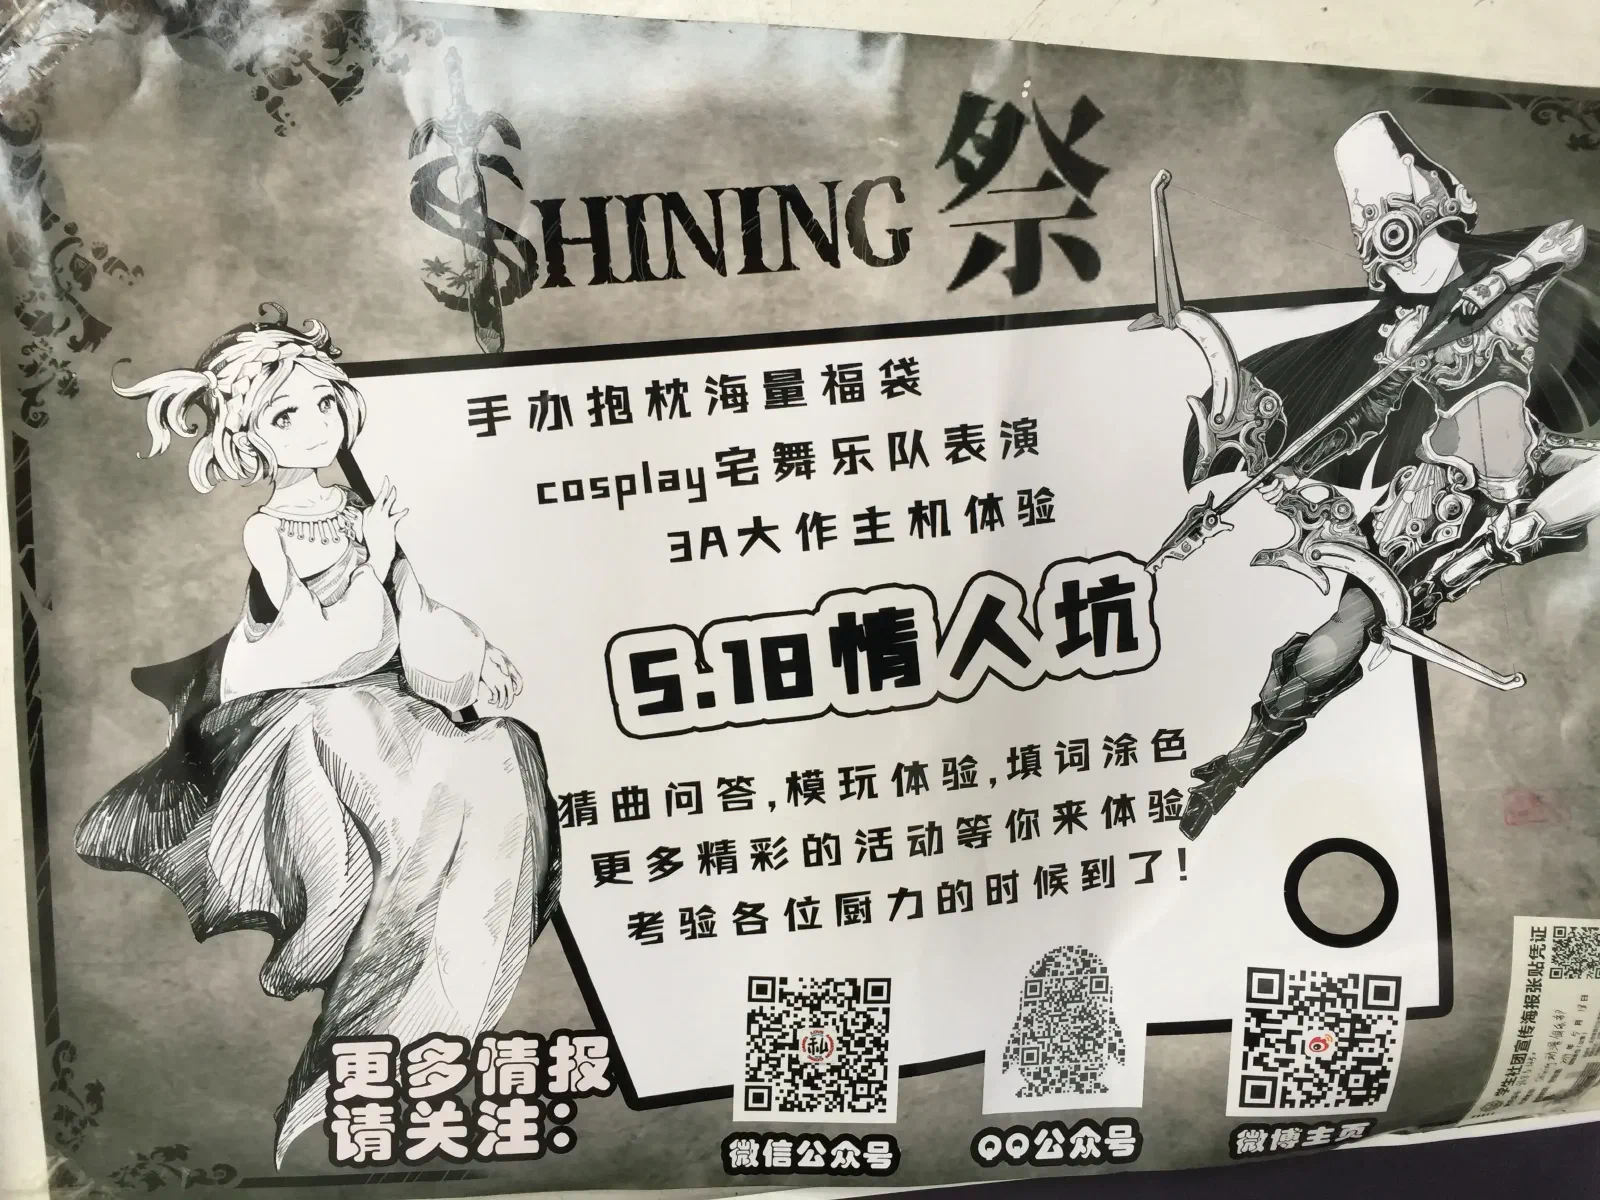 SHINING 祭
手办抱枕海量福袋
cosplay宅舞乐队表演
3A大作主机体验
5.18情人坑
猜曲问答,模玩体验,填词涂色
更多精彩的活动等你来体验
考验各位厨力的时候到了!
更多情报
请关注:
私
微信公众号
QQ公众号
微博主页
学生社团宣传海报张贴凭证